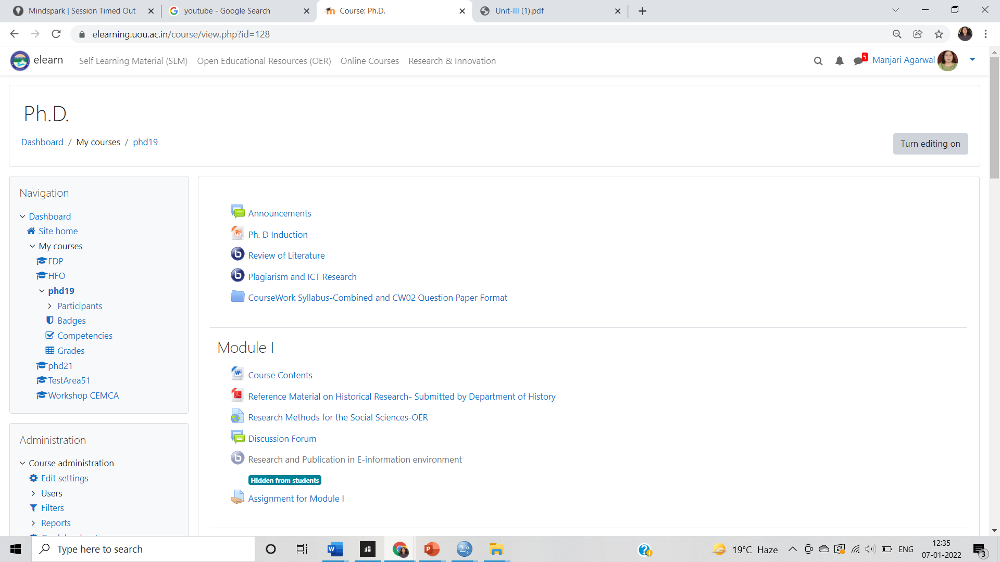 Mindspark | Session Timed Out
youtube - Google Search
Course: Ph.D.
Unit-III (1).pdf
elearning.uou.ac.in/course/view.php?id=128
elearn
Self Learning Material (SLM)
Open Educational Resources (OER)
Online Courses
Research & Innovation
5
Manjari Agarwal
Ph.D.
Dashboard / My courses / phd19
Turn editing on
Navigation
Dashboard
Site home
My courses
FDP
HFO
phd19
Participants
Badges
Competencies
Grades
phd21
TestArea51
Workshop CEMCA
Administration
Course administration
Edit settings
Users
Filters
Reports
Announcements
Ph. D Induction
Review of Literature
Plagiarism and ICT Research
CourseWork Syllabus-Combined and CW02 Question Paper Format
Module I
Course Contents
Reference Material on Historical Research- Submitted by Department of History
Research Methods for the Social Sciences-OER
Discussion Forum
Research and Publication in E-information environment
Hidden from students
Assignment for Module I
Type here to search
19°C Haze
ENG
12:35
07-01-2022
3